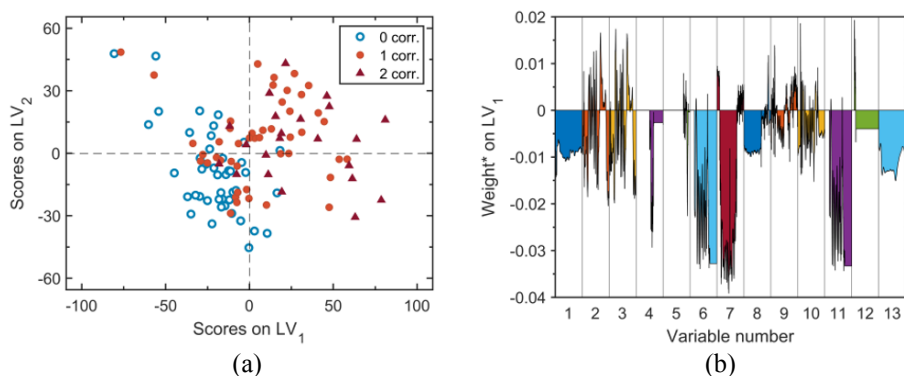 60
30
0
-30
-60
-100
-50
0
50
100
Scores on LV2
Scores on LV1
0 corr.
1 corr.
2 corr.
(a)
0.02
0.01
0
-0.01
-0.02
-0.03
-0.04
1 2 3 4 5 6 7 8 9 10 11 12 13
Weight* on LV1
Variable number
(b)